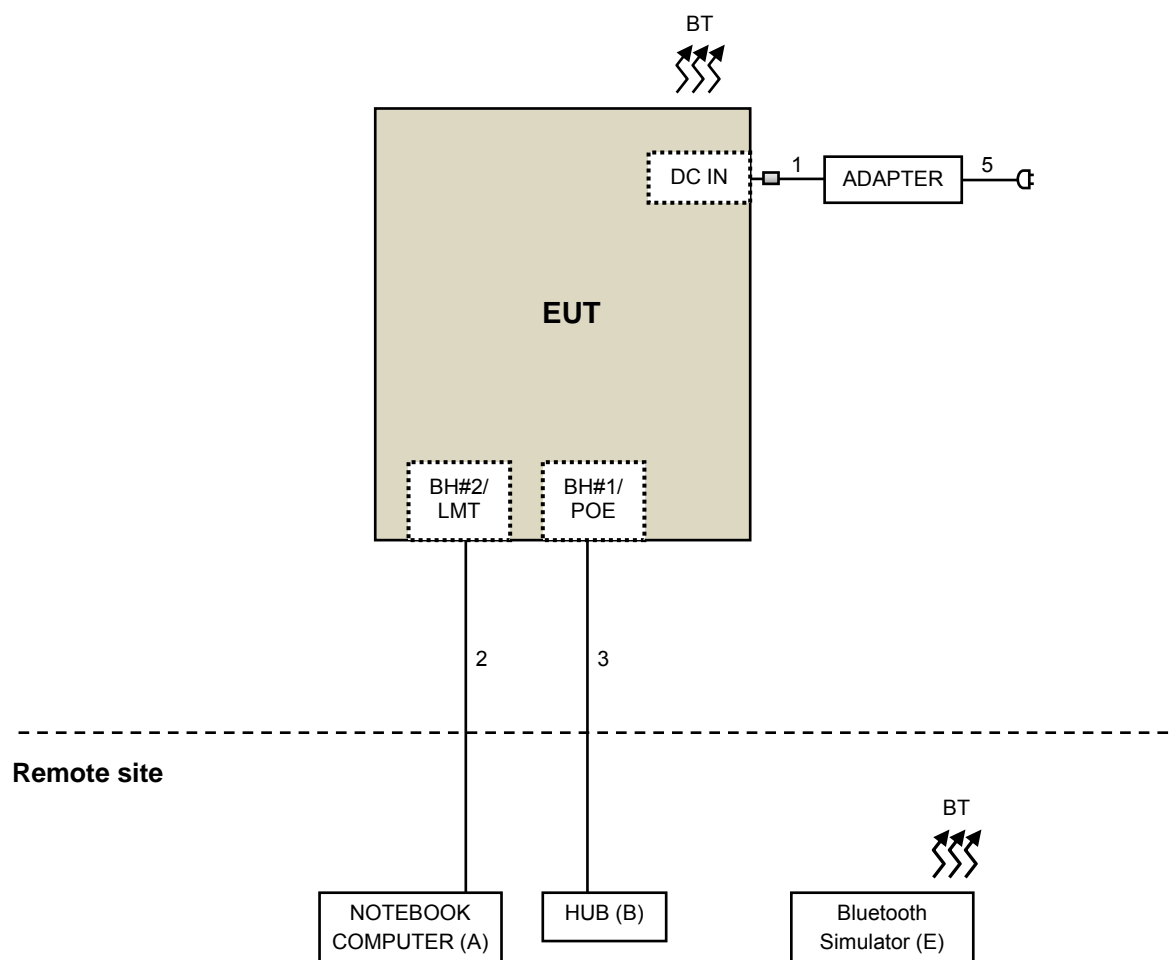 BT
DC IN
1
ADAPTER
5
EUT
BH#2/
LMT
BH#1/
POE
2
3
Remote site
BT
NOTEBOOK
COMPUTER (A)
HUB (B)
Bluetooth
Simulator (E)